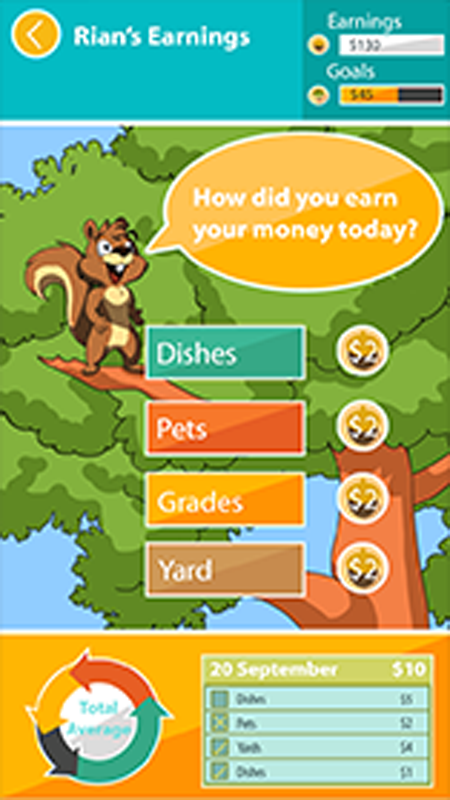 Rian's Earnings
Earnings
$130
Goals
$45
How did you earn
your money today?
Dishes
$2
Pets
$2
Grades
$2
Yard
$2
Total
Average
20 September $10
Dishes
Pets $2
Yards $4
Dishes $1